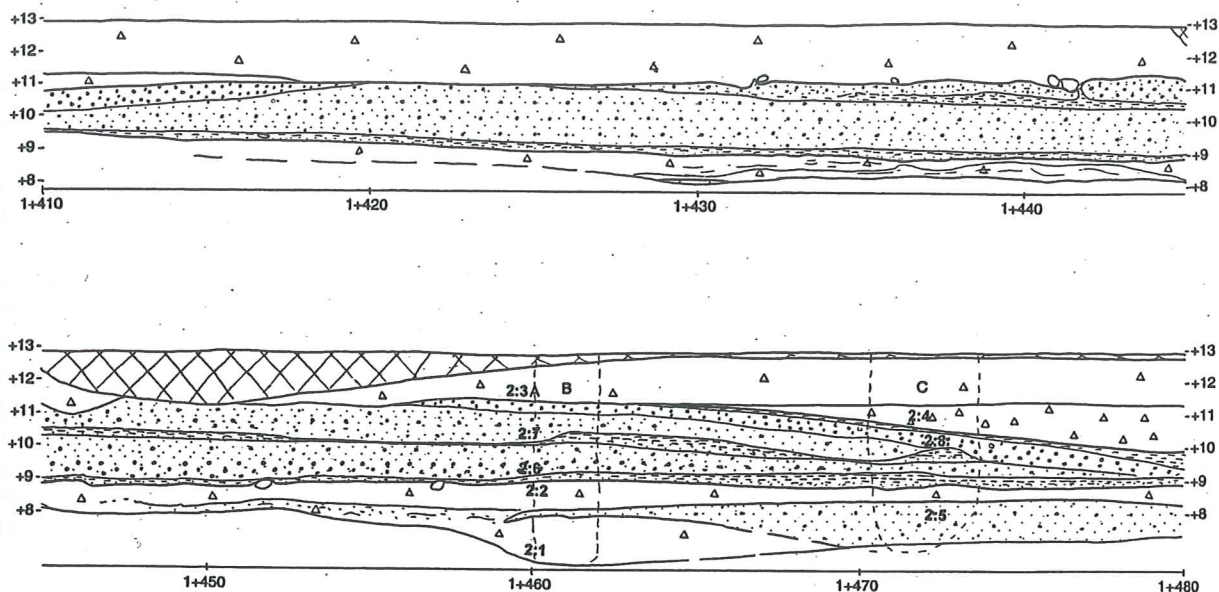 +13- -+13
+12- -+12
+11- -+11
+10- -+10
+9- -+9
+8- -+8
1+410 1+420 1+430 1+440
+13- -+13
+12- 2:3 B C -+12
+11- 2:4 -+11
+10- 2:7 2:8 -+10
+9- 2:6 -+9
2:2
+8- 2:5 -+8
2:1
1+450 1+460 1+470 1+480